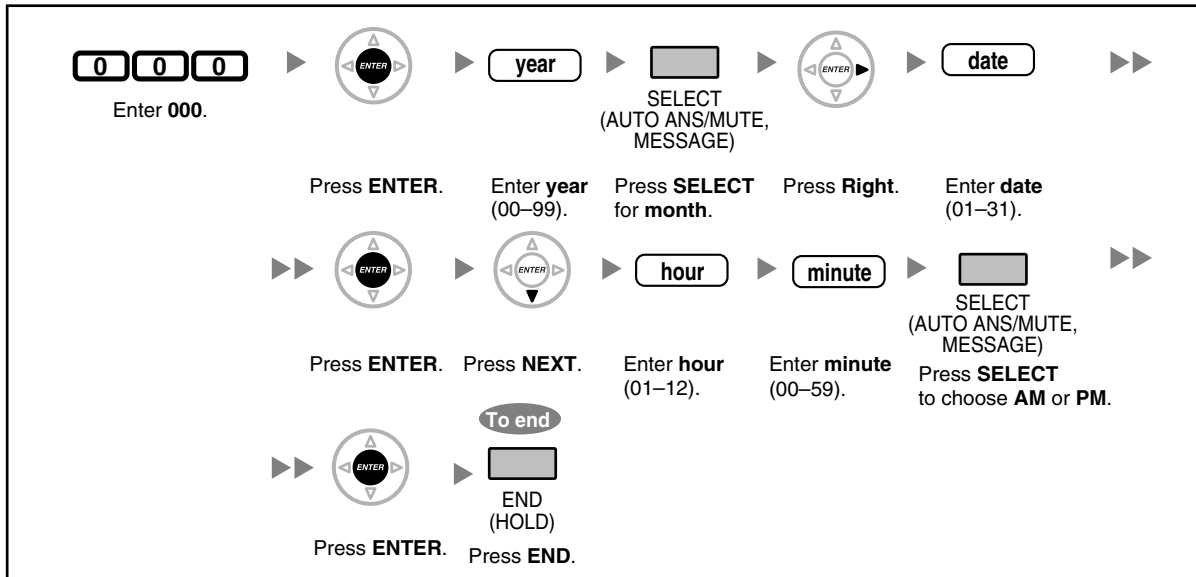 0 0 0 ENTER year ENTER date
Enter 000.
SELECT
(AUTO ANS/MUTE,
MESSAGE)
Press ENTER. Enter year Press SELECT Press Right. Enter date
(00–99). for month. (01–31).
ENTER ENTER hour minute
SELECT
(AUTO ANS/MUTE,
MESSAGE)
Press ENTER. Press NEXT. Enter hour Enter minute Press SELECT
(01–12). (00–59). to choose AM or PM.
To end
ENTER
END
(HOLD)
Press ENTER. Press END.